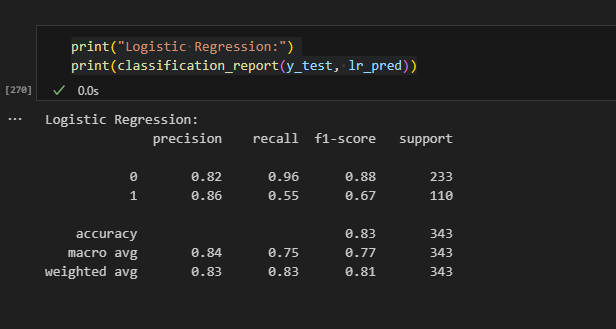 print("Logistic Regression:")
print(classification_report(y_test, lr_pred))
[270] ✓ 0.0s
... Logistic Regression:
precision recall f1-score support
0 0.82 0.96 0.88 233
1 0.86 0.55 0.67 110
accuracy 0.83 343
macro avg 0.84 0.75 0.77 343
weighted avg 0.83 0.83 0.81 343